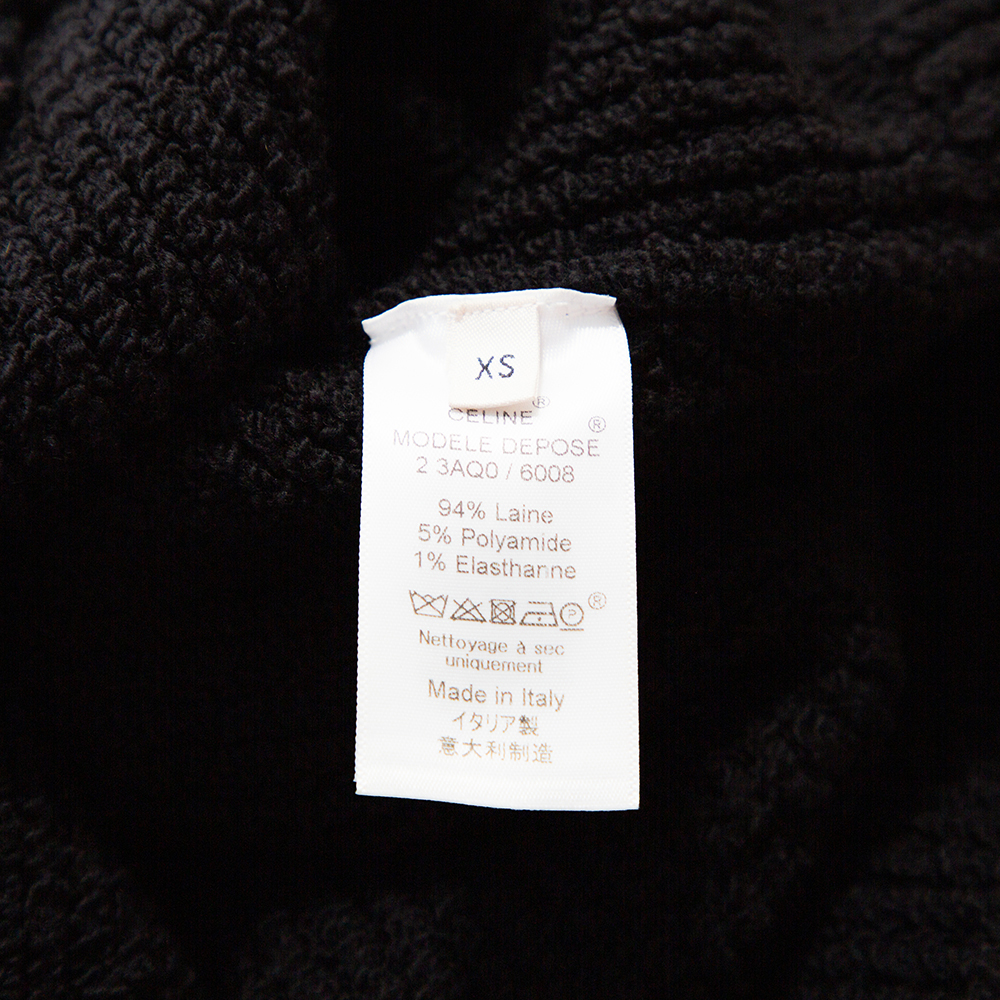 XS
CELINE®
MODELE DEPOSE®
2 3AQ0 / 6008
94% Laine
5% Polyamide
1% Elasthanne
P ®
Nettoyage à sec
uniquement
Made in Italy
イタリア製
意大利制造